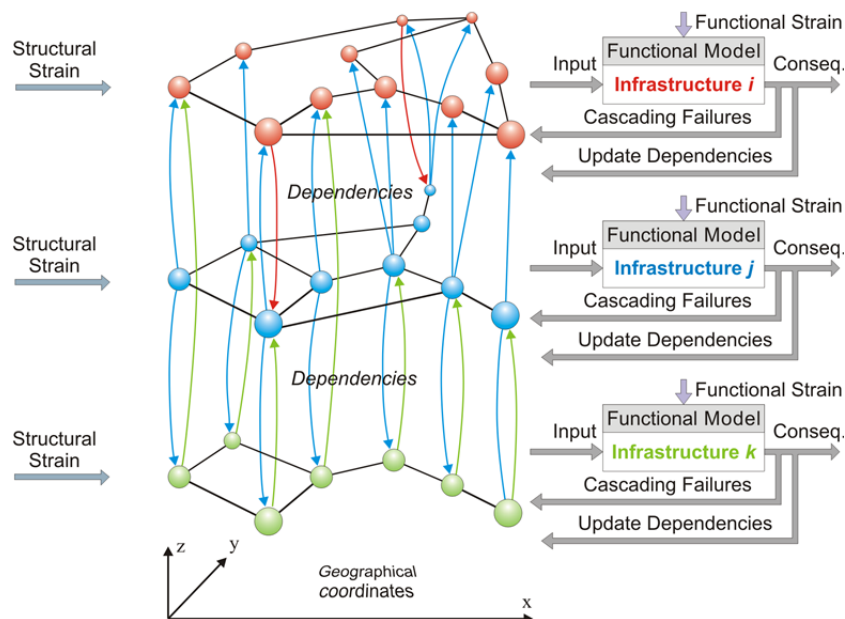 Structural
Strain
Functional Strain
Functional Model
Input
Conseq.
Infrastructure i
Cascading Failures
Update Dependencies
Dependencies
Structural
Strain
Functional Strain
Functional Model
Input
Conseq.
Infrastructure j
Cascading Failures
Update Dependencies
Dependencies
Structural
Strain
Functional Strain
Functional Model
Input
Conseq.
Infrastructure k
Cascading Failures
Update Dependencies
z
y
Geographical
coordinates
x